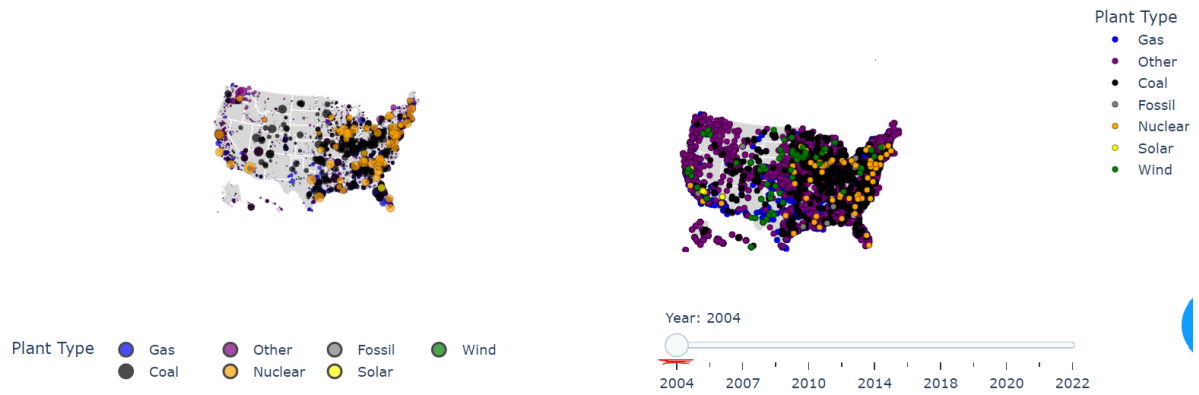 Plant Type
Gas
Other
Coal
Fossil
Nuclear
Solar
Wind
Year: 2004
Plant Type Gas Other Fossil Wind
Coal Nuclear Solar
2004 2007 2010 2014 2018 2020 2022